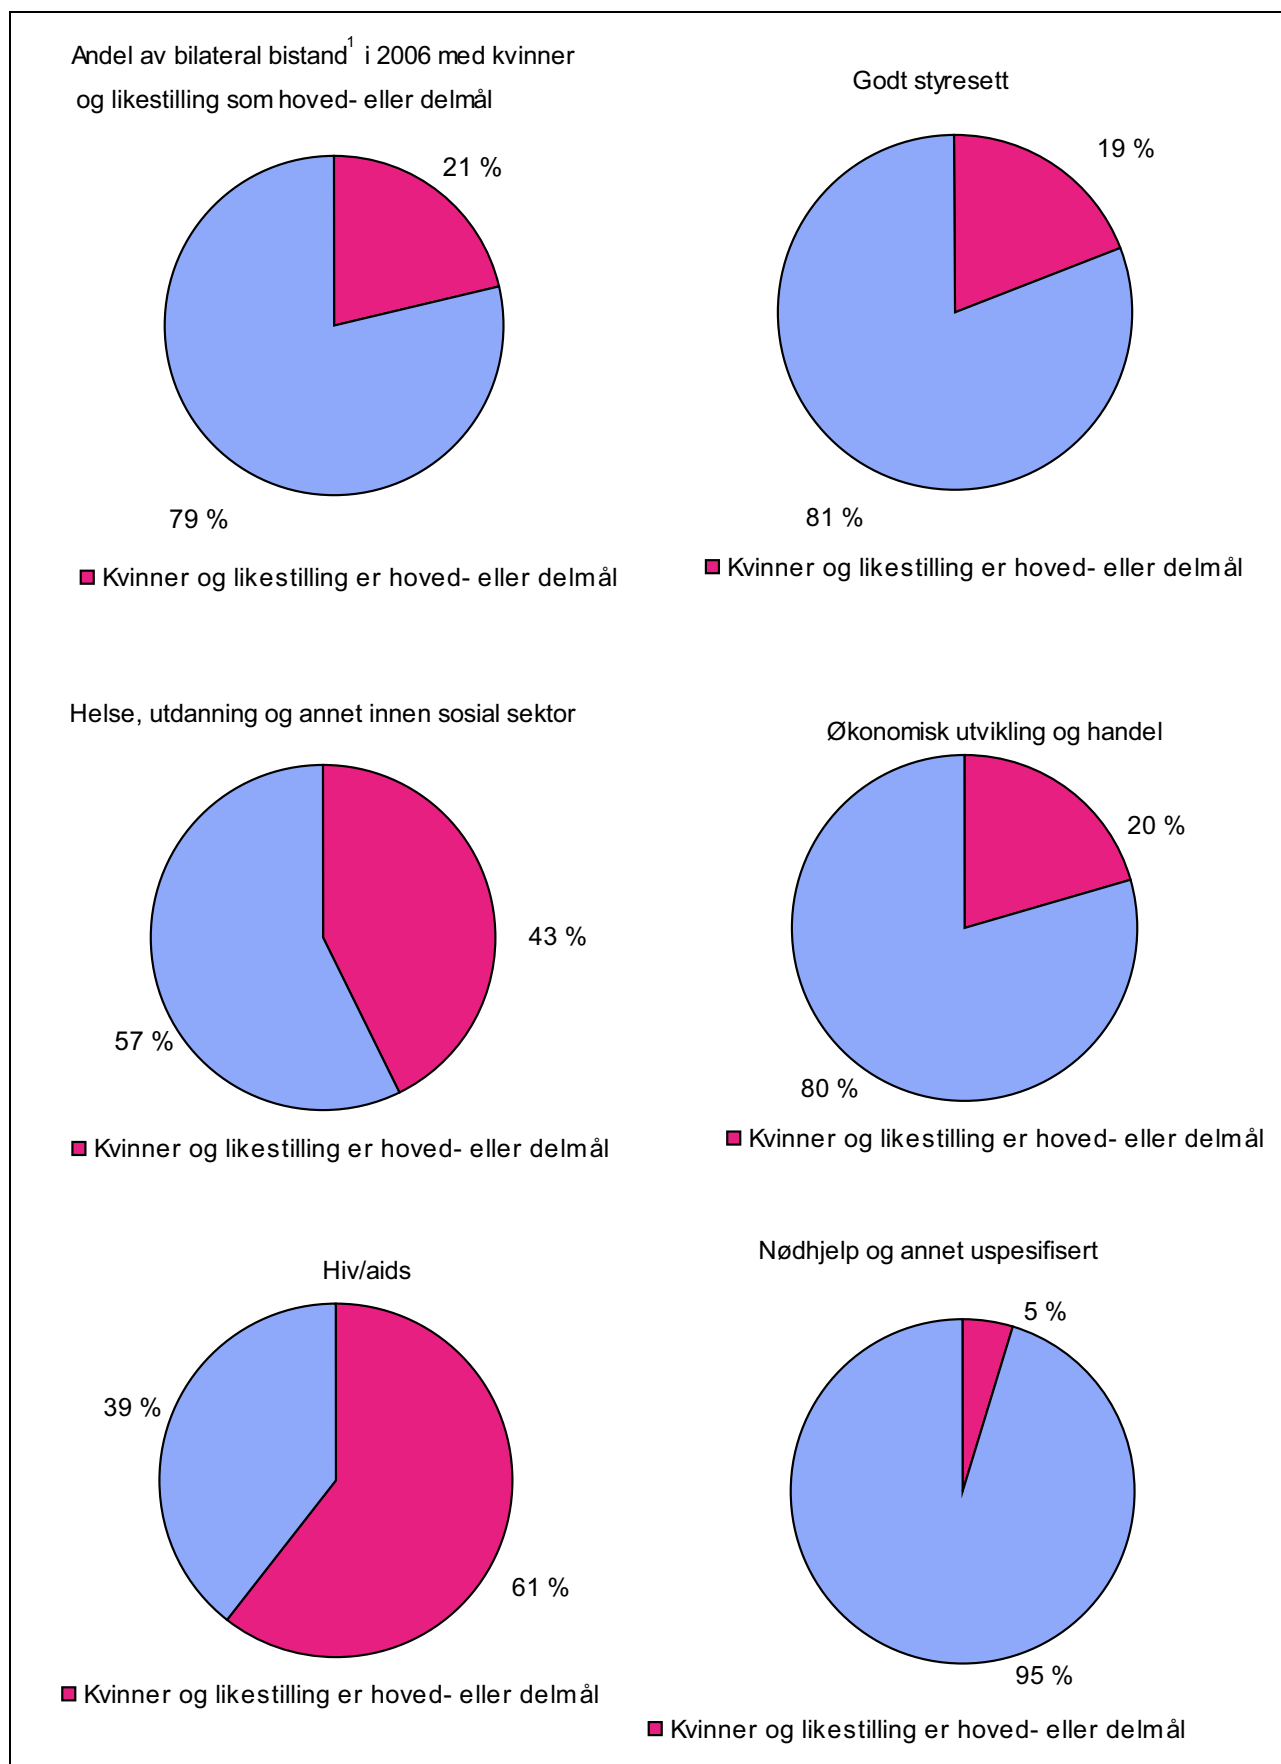 Andel av bilateral bistand¹ i 2006 med kvinner
og likestilling som hoved- eller delmål
21 %
79 %
Kvinner og likestilling er hoved- eller delmål
Godt styresett
19 %
81 %
Kvinner og likestilling er hoved- eller delmål
Helse, utdanning og annet innen sosial sektor
43 %
57 %
Kvinner og likestilling er hoved- eller delmål
Økonomisk utvikling og handel
20 %
80 %
Kvinner og likestilling er hoved- eller delmål
Hiv/aids
39 %
61 %
Kvinner og likestilling er hoved- eller delmål
Nødhjelp og annet uspesifisert
5 %
95 %
Kvinner og likestilling er hoved- eller delmål